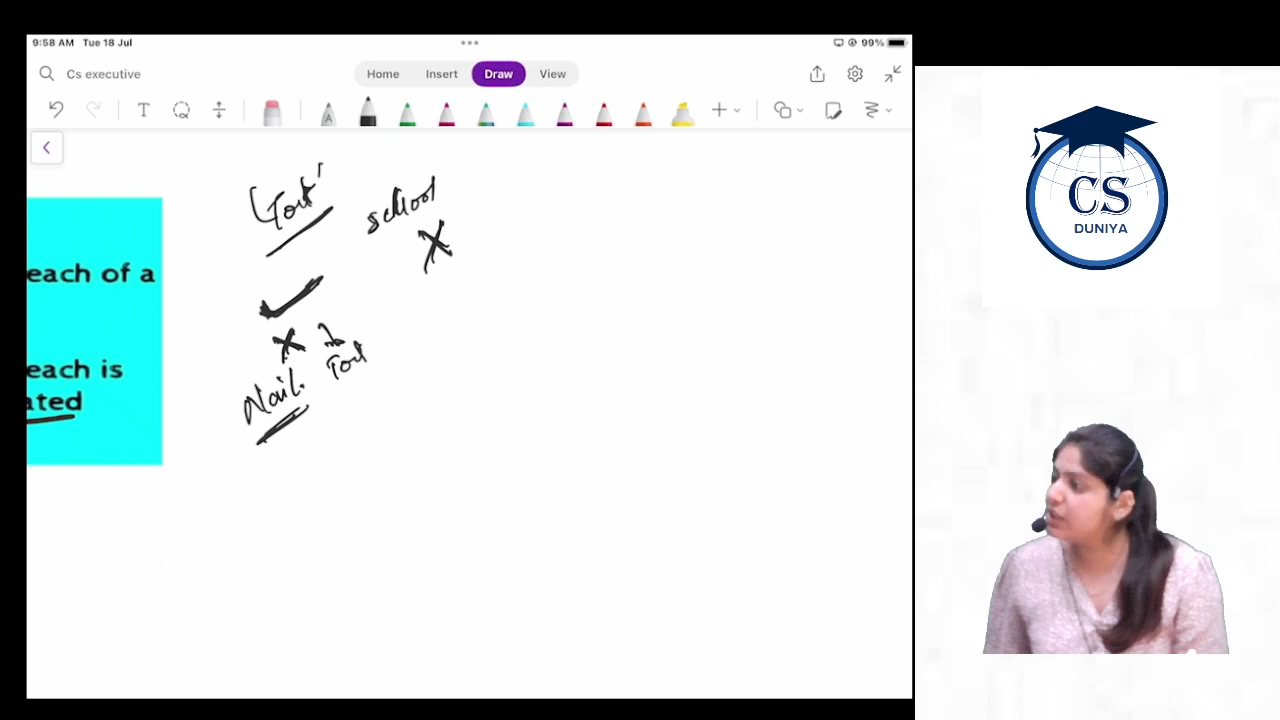 9:58 AM Tue 18 Jul
99%
Cs executive
Home Insert Draw View
T
A
each of a
each is
ated
"Tort"
school
Tort
Nail.
CS
DUNIYA